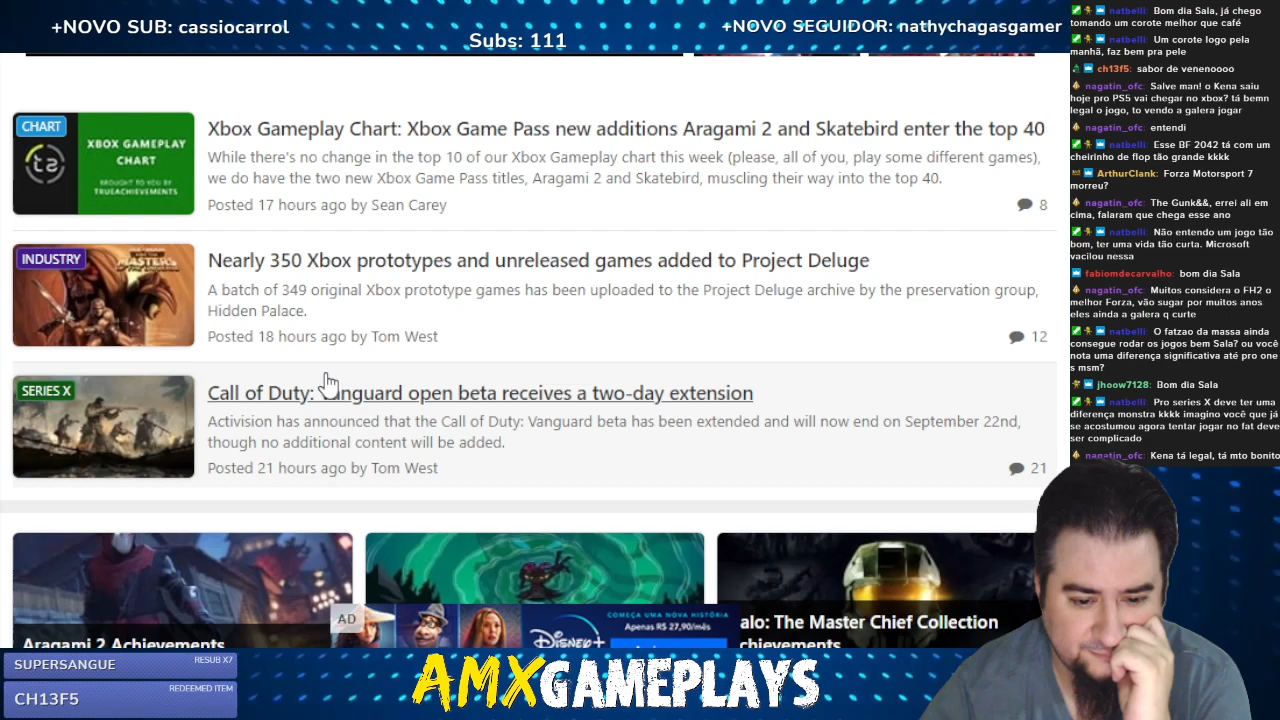 +NOVO SUB: cassiocarrol
Subs: 111
+NOVO SEGUIDOR: nathychagasgamer
CHART
XBOX GAMEPLAY
CHART
BROUGHT TO YOU BY
TRUEACHIEVEMENTS
Xbox Gameplay Chart: Xbox Game Pass new additions Aragami 2 and Skatebird enter the top 40
While there's no change in the top 10 of our Xbox Gameplay chart this week (please, all of you, play some different games),
we do have the two new Xbox Game Pass titles, Aragami 2 and Skatebird, muscling their way into the top 40.
Posted 17 hours ago by Sean Carey
8
INDUSTRY
Nearly 350 Xbox prototypes and unreleased games added to Project Deluge
A batch of 349 original Xbox prototype games has been uploaded to the Project Deluge archive by the preservation group,
Hidden Palace.
Posted 18 hours ago by Tom West
12
SERIES X
Call of Duty: Vanguard open beta receives a two-day extension
Activision has announced that the Call of Duty: Vanguard beta has been extended and will now end on September 22nd,
though no additional content will be added.
Posted 21 hours ago by Tom West
21
Aragami 2 Achievements
AD
COMEÇA UMA NOVA HISTÓRIA
Apenas R$ 27,90/mês
Disney+
alo: The Master Chief Collection
chievements
SUPERSANGUE
RESUB X7
CH13F5
REDEEMED ITEM
AMXGAMEPLAYS
natbelli: Bom dia Sala, já chego
tomando um corote melhor que café
natbelli: Um corote logo pela
manhã, faz bem pra pele
ch13f5: sabor de venenoooo
nagatin_ofc: Salve man! o Kena saiu
hoje pro PS5 vai chegar no xbox? tá bemn
legal o jogo, to vendo a galera jogar
nagatin_ofc: entendi
natbelli: Esse BF 2042 tá com um
cheirinho de flop tão grande kkkk
ArthurClank: Forza Motorsport 7
morreu?
nagatin_ofc: The Gunk&&, errei ali em
cima, falaram que chega esse ano
natbelli: Não entendo um jogo tão
bom, ter uma vida tão curta. Microsoft
vacilou nessa
fabiomdecarvalho: bom dia Sala
nagatin_ofc: Muitos considera o FH2 o
melhor Forza, vão sugar por muitos anos
eles ainda a galera q curte
natbelli: O fatzao da massa ainda
consegue rodar os jogos bem Sala? ou você
nota uma diferença significativa até pro one
s msm?
jhoow7128: Bom dia Sala
natbelli: Pro series X deve ter uma
diferença monstra kkkk imagino você que já
se acostumou agora tentar jogar no fat deve
ser complicado
nagatin_ofc: Kena tá legal, tá mto bonito